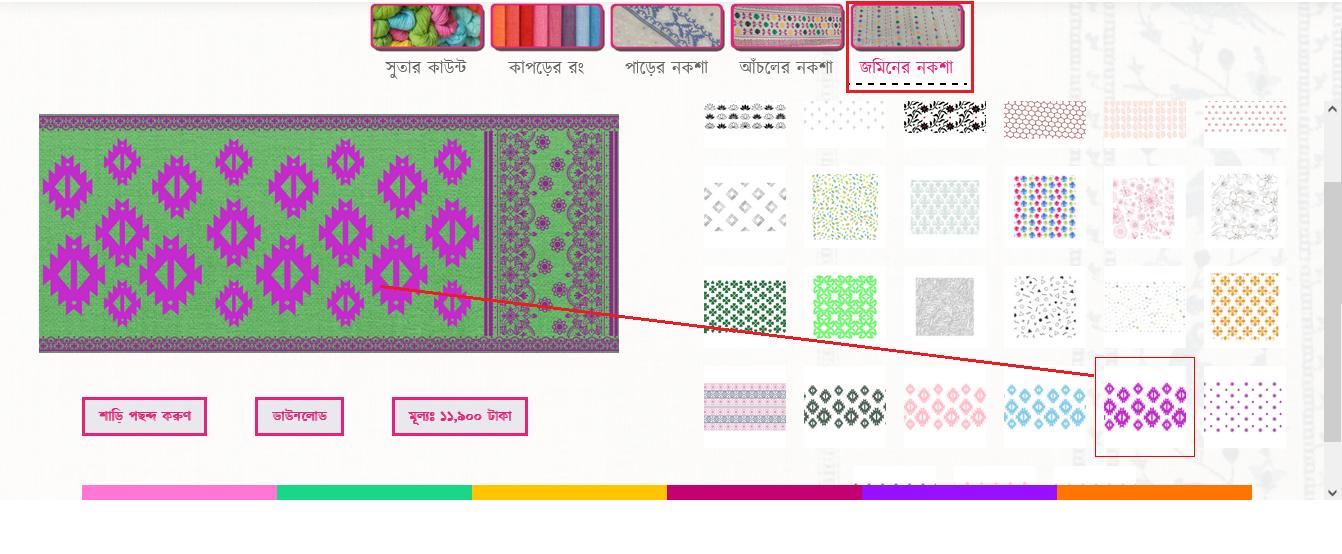 সুতার কাউন্ট কাপড়ের রং পাড়ের নকশা আঁচলের নকশা জমিনের নকশা
শাড়ি পছন্দ করুণ ডাউনলোড মূল্যঃ ১১,৯০০ টাকা